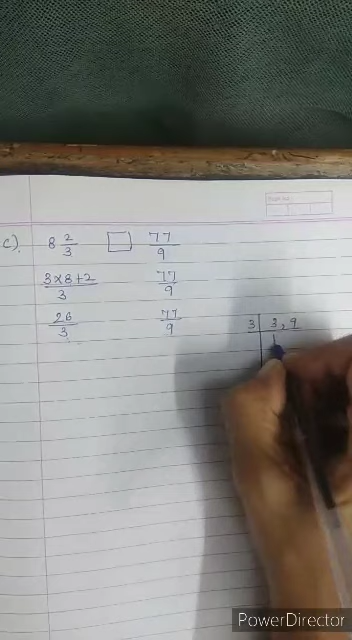 c). 8 2/3 □ 77/9
3×8+2/3 77/9
26/3 77/9
3 | 3, 9
1
PowerDirector